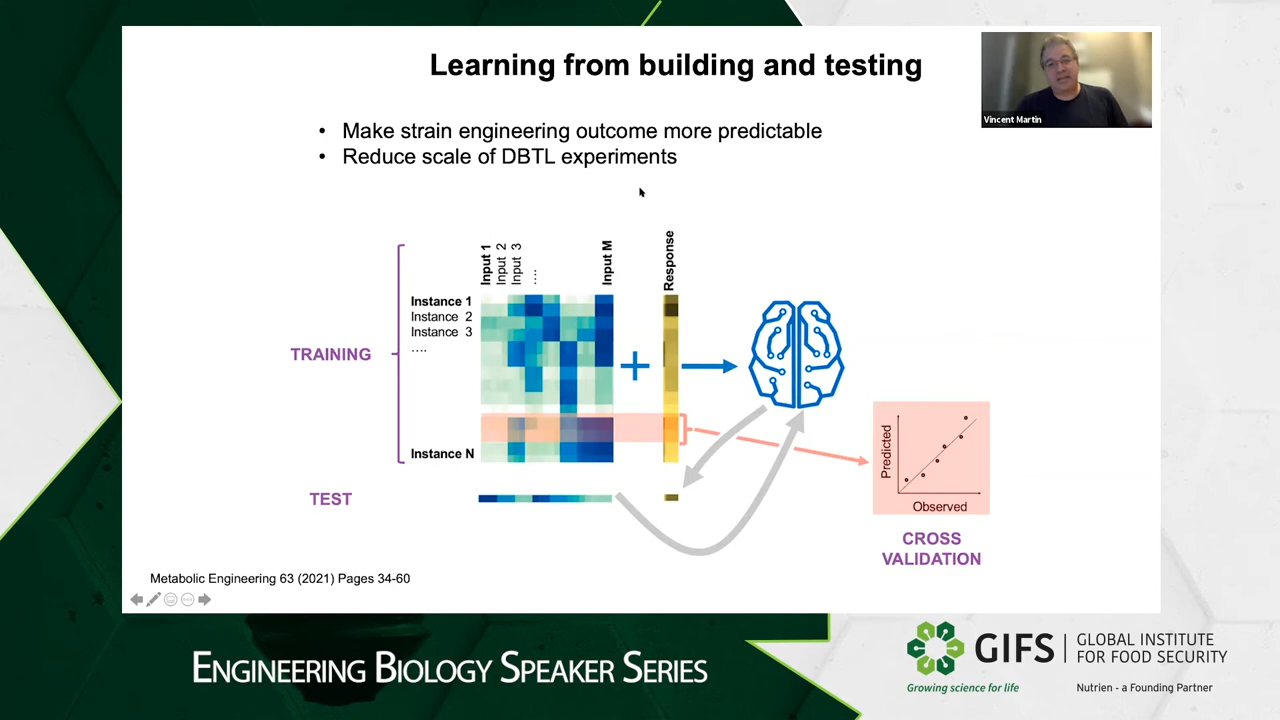 Learning from building and testing
• Make strain engineering outcome more predictable
• Reduce scale of DBTL experiments
Vincent Martin
Input 1
Input 2
Input 3
....
Input M
Response
Instance 1
Instance 2
Instance 3
....
Instance N
TRAINING
TEST
Predicted
Observed
CROSS
VALIDATION
Metabolic Engineering 63 (2021) Pages 34-60
ENGINEERING BIOLOGY SPEAKER SERIES
GIFS
GLOBAL INSTITUTE
FOR FOOD SECURITY
Growing science for life
Nutrien - a Founding Partner